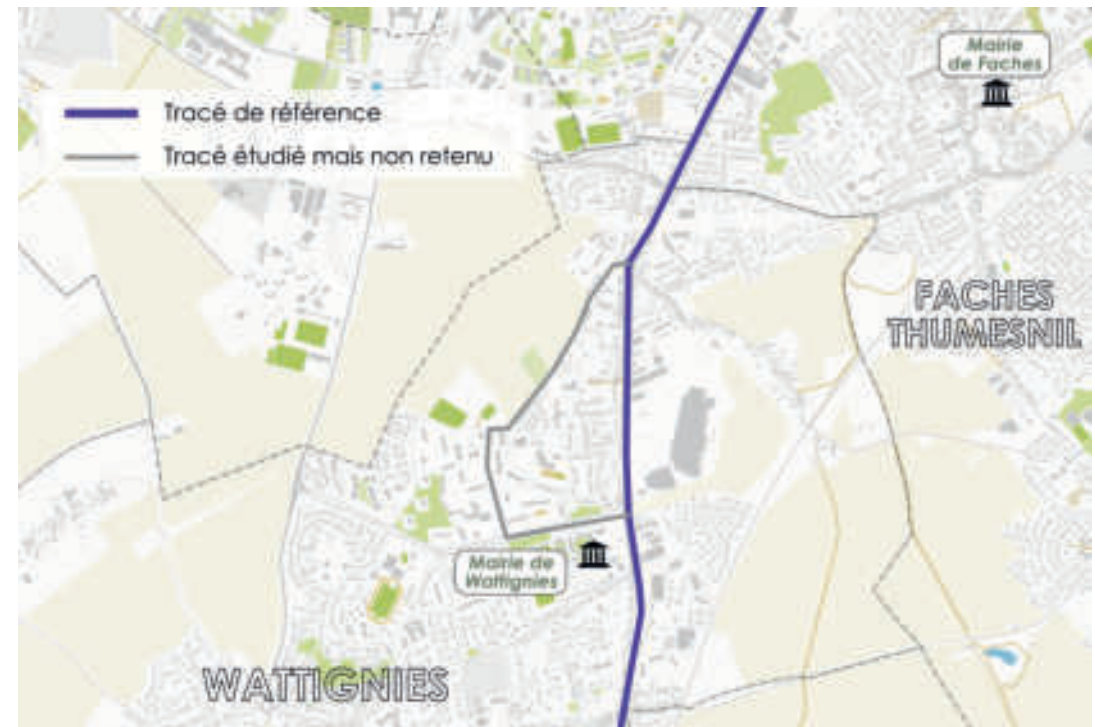 Mairie
de Faches
Tracé de référence
Tracé étudié mais non retenu
FACHES
THUMESNIL
Mairie de
Wattignies
WATTIGNIES